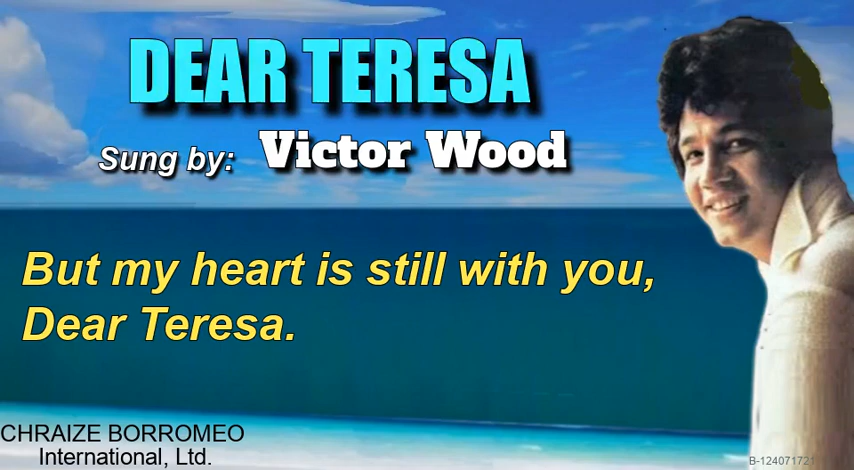 DEAR TERESA
Sung by: Victor Wood
But my heart is still with you,
Dear Teresa.
CHRAIZE BORROMEO
International, Ltd.
B-124071721